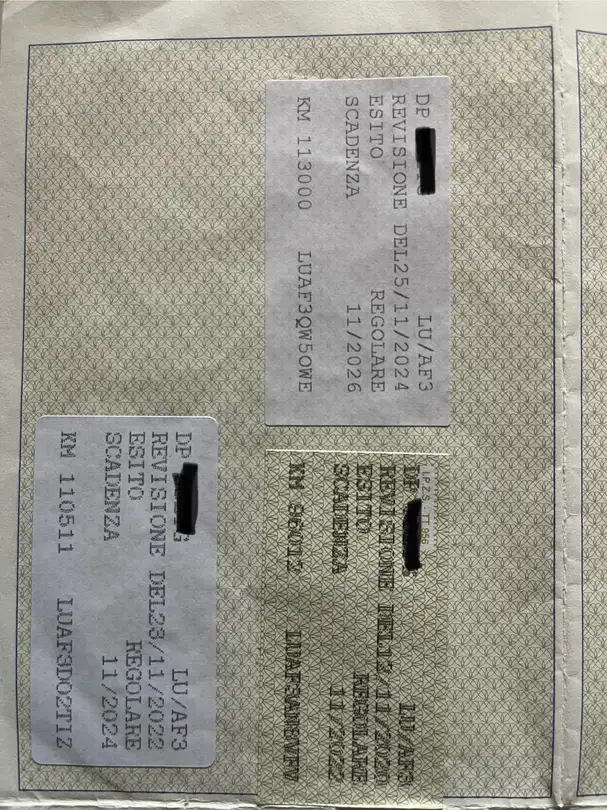 DP LU/AF3
REVISIONE DEL25/11/2024
ESITO REGOLARE
SCADENZA 11/2026
KM 113000 LUAF3QW5OWE
DP G LU/AF3
REVISIONE DEL23/11/2022
ESITO REGOLARE
SCADENZA 11/2024
KM 110511 LUAF3DO2TIZ
I.P.Z.S.
DP LU/AF3
REVISIONE DEL13/11/2020
ESITO REGOLARE
SCADENZA 11/2022
KM 96012